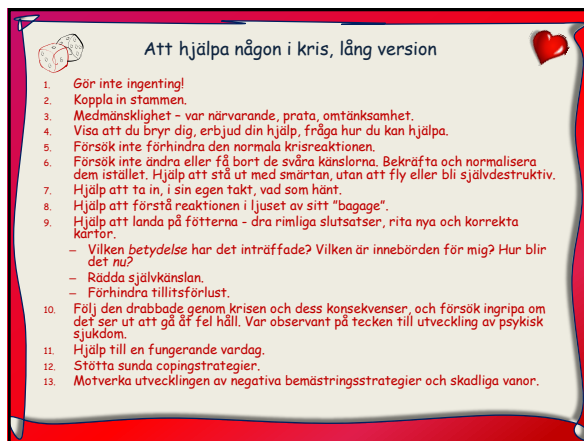 Att hjälpa någon i kris, lång version
1. Gör inte ingenting!
2. Koppla in stammen.
3. Medmänsklighet – var närvarande, prata, omtänksamhet.
4. Visa att du bryr dig, erbjud din hjälp, fråga hur du kan hjälpa.
5. Försök inte förhindra den normala krisreaktionen.
6. Försök inte ändra eller få bort de svåra känslorna. Bekräfta och normalisera
dem istället. Hjälp att stå ut med smärtan, utan att fly eller bli självdestruktiv.
7. Hjälp att ta in, i sin egen takt, vad som hänt.
8. Hjälp att förstå reaktionen i ljuset av sitt "bagage".
9. Hjälp att landa på fötterna - dra rimliga slutsatser, rita nya och korrekta
kartor.
– Vilken betydelse har det inträffade? Vilken är innebörden för mig? Hur blir
det nu?
– Rädda självkänslan.
– Förhindra tillitsförlust.
10. Följ den drabbade genom krisen och dess konsekvenser, och försök ingripa om
det ser ut att gå åt fel håll. Var observant på tecken till utveckling av psykisk
sjukdom.
11. Hjälp till en fungerande vardag.
12. Stötta sunda copingstrategier.
13. Motverka utvecklingen av negativa bemästringsstrategier och skadliga vanor.